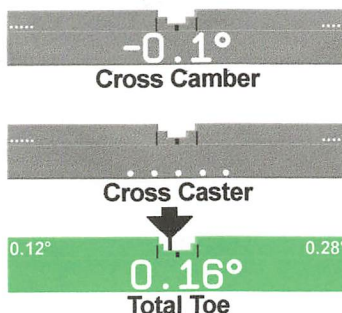 -0.1°
Cross Camber
Cross Caster
0.12° 0.28°
0.16°
Total Toe